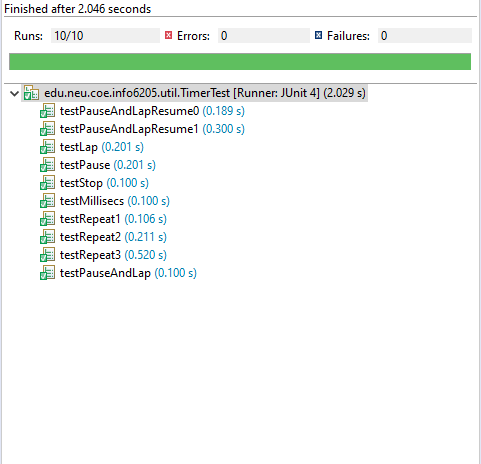 Finished after 2.046 seconds
Runs: 10/10 Errors: 0 Failures: 0
edu.neu.coe.info6205.util.TimerTest [Runner: JUnit 4] (2.029 s)
testPauseAndLapResume0 (0.189 s)
testPauseAndLapResume1 (0.300 s)
testLap (0.201 s)
testPause (0.201 s)
testStop (0.100 s)
testMillisecs (0.100 s)
testRepeat1 (0.106 s)
testRepeat2 (0.211 s)
testRepeat3 (0.520 s)
testPauseAndLap (0.100 s)